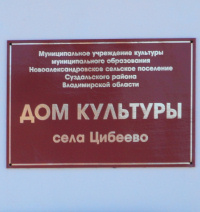 Муниципальное учреждение культуры
муниципального образования
Новоалександровское сельское поселение
Суздальского района
Владимирской области
ДОМ КУЛЬТУРЫ
села Цибеево